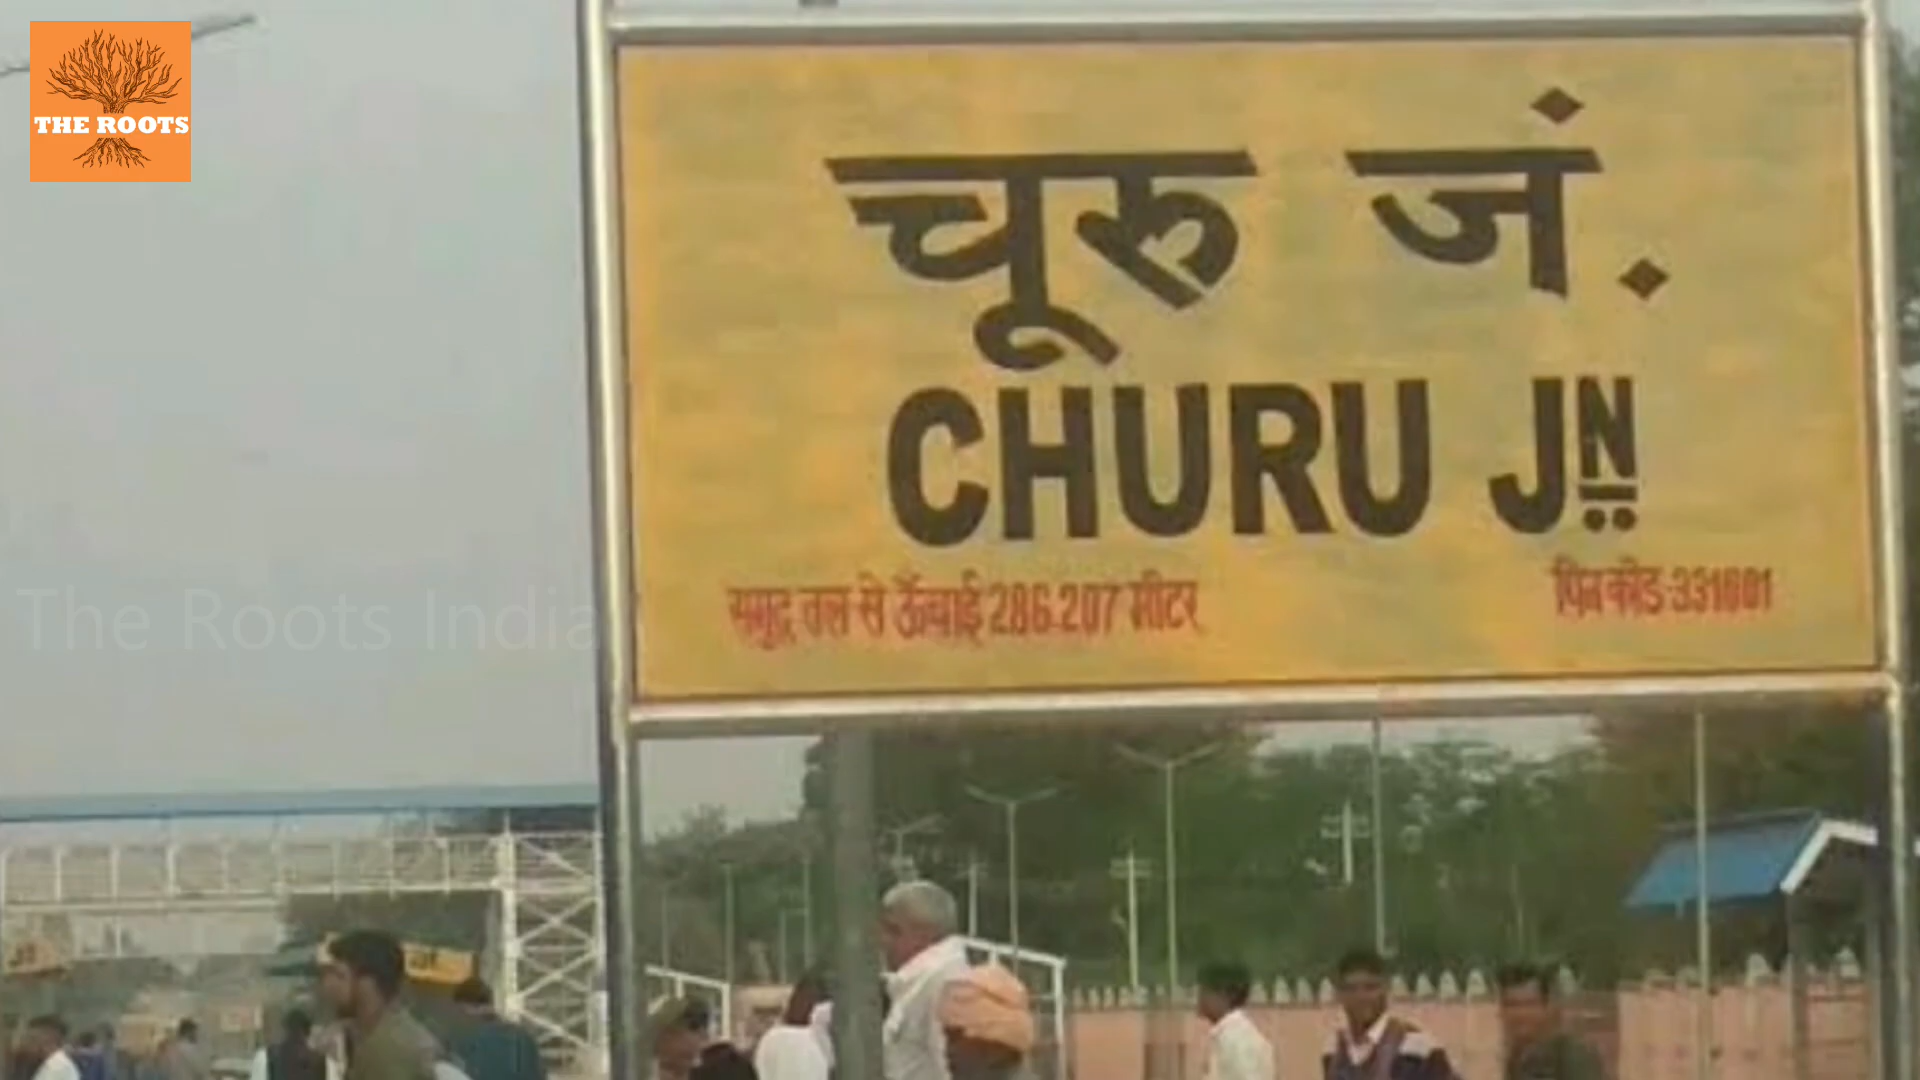 THE ROOTS
चूरू जं.
CHURU JN
समुद्र तल से ऊँचाई 286.207 मीटर
पिन कोड-331001
The Roots India